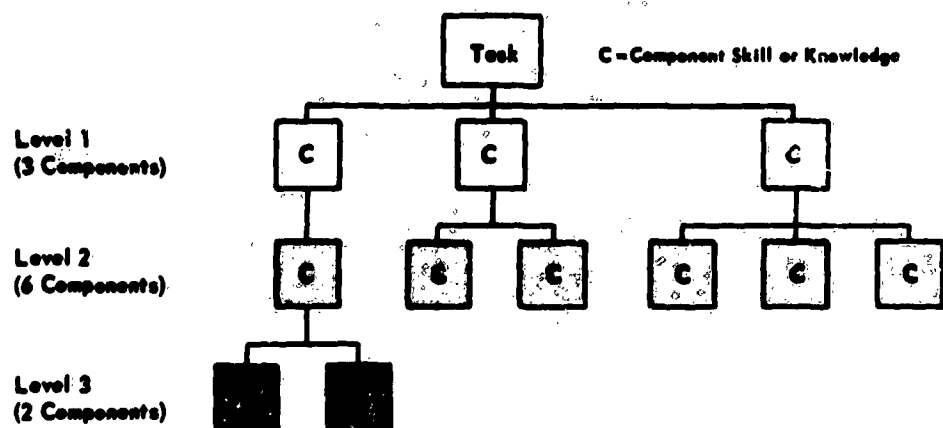 Task
C=Component Skill or Knowledge
Level 1
(3 Components)
C C C
Level 2
(6 Components)
C C C C C C
Level 3
(2 Components)